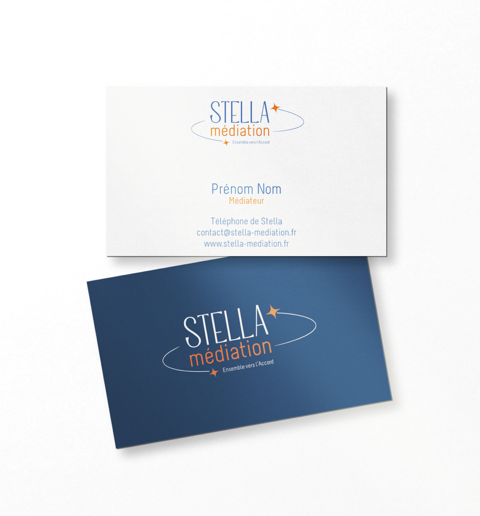 STELLA
médiation
Ensemble vers l'Accord
Prénom Nom
Médiateur
Téléphone de Stella
contact@stella-mediation.fr
www.stella-mediation.fr
STELLA
médiation
Ensemble vers l'Accord